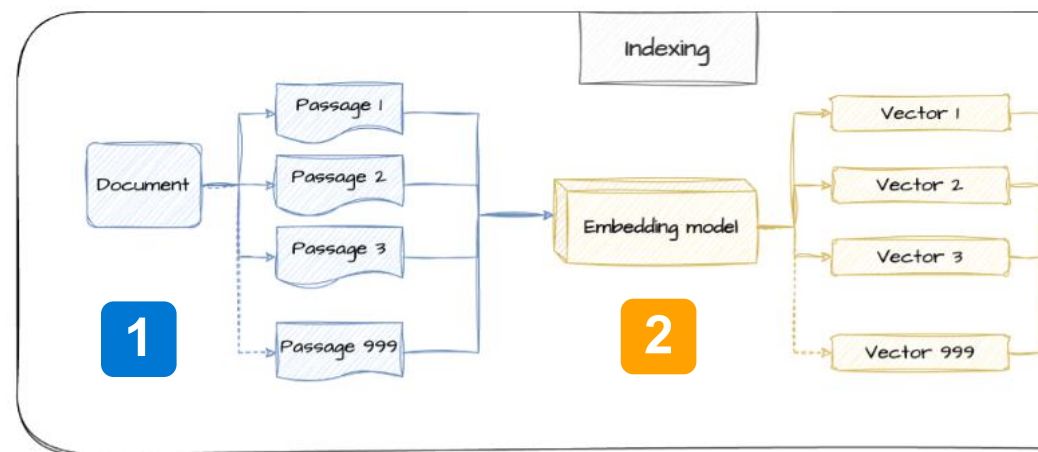 Indexing
Document
Passage 1
Passage 2
Passage 3
Passage 999
1
Embedding model
2
Vector 1
Vector 2
Vector 3
Vector 999